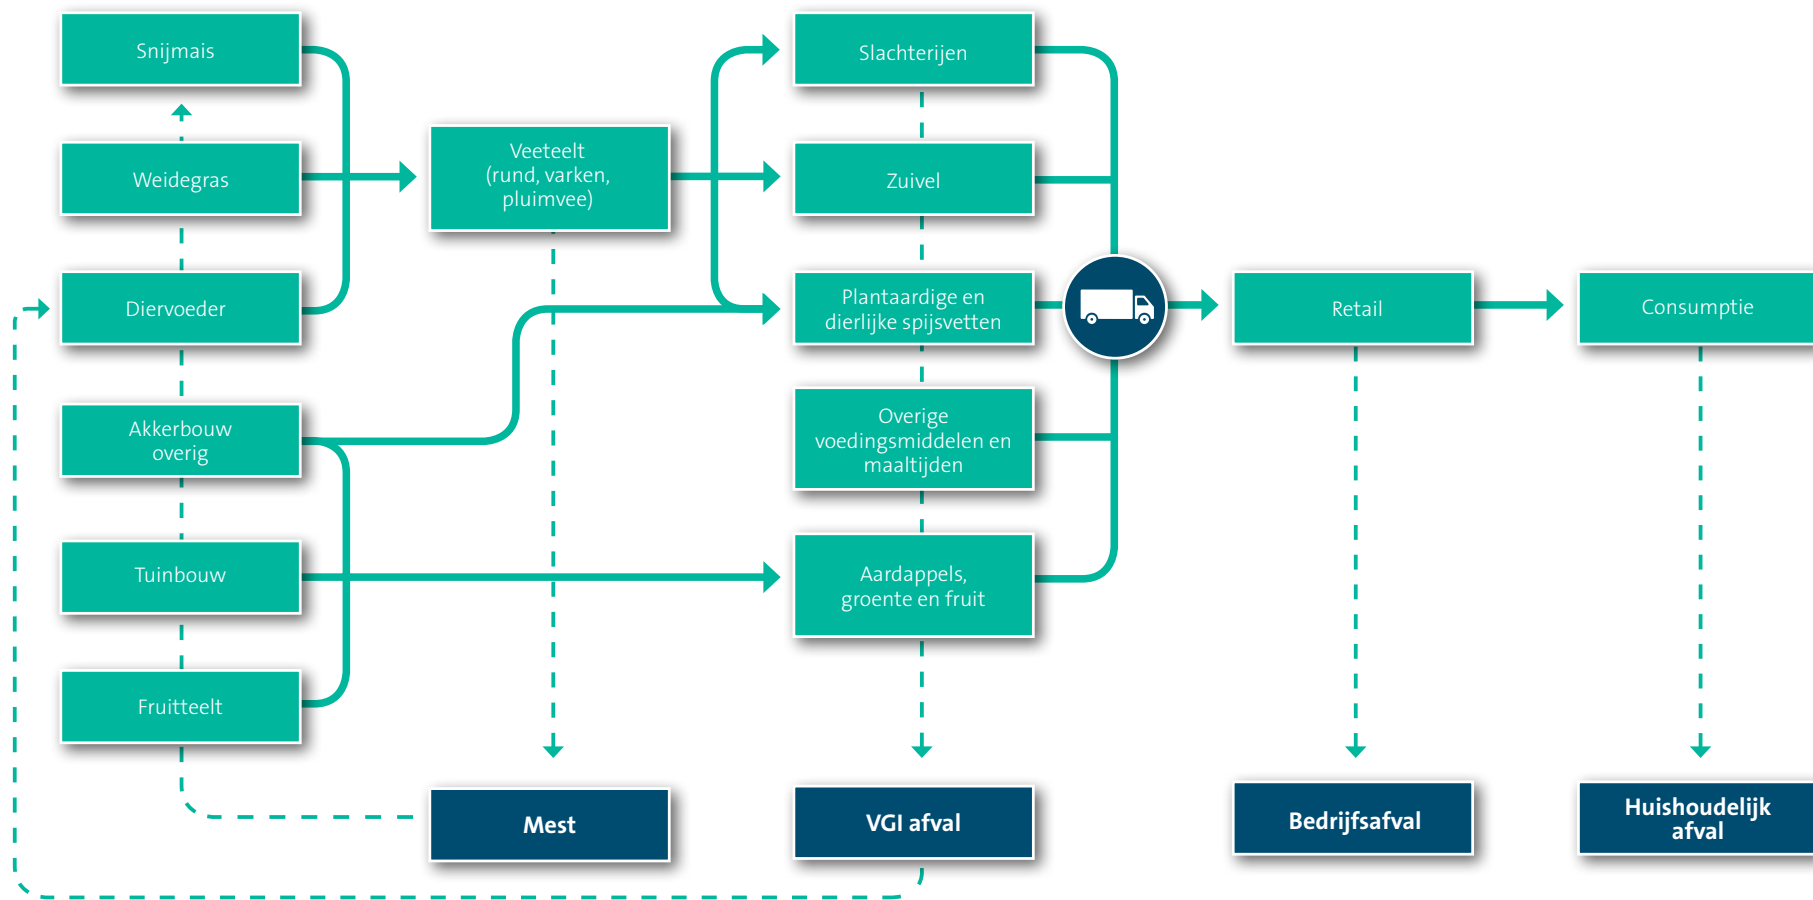 Snijmais
Weidegras
Diervoeder
Akkerbouw
overig
Tuinbouw
Fruitteelt
Veeteelt
(rund, varken,
pluimvee)
Slachterijen
Zuivel
Plantaardige en
dierlijke spijsvetten
Overige
voedingsmiddelen en
maaltijden
Aardappels,
groente en fruit
Retail
Consumptie
Mest
VGI afval
Bedrijfsafval
Huishoudelijk
afval